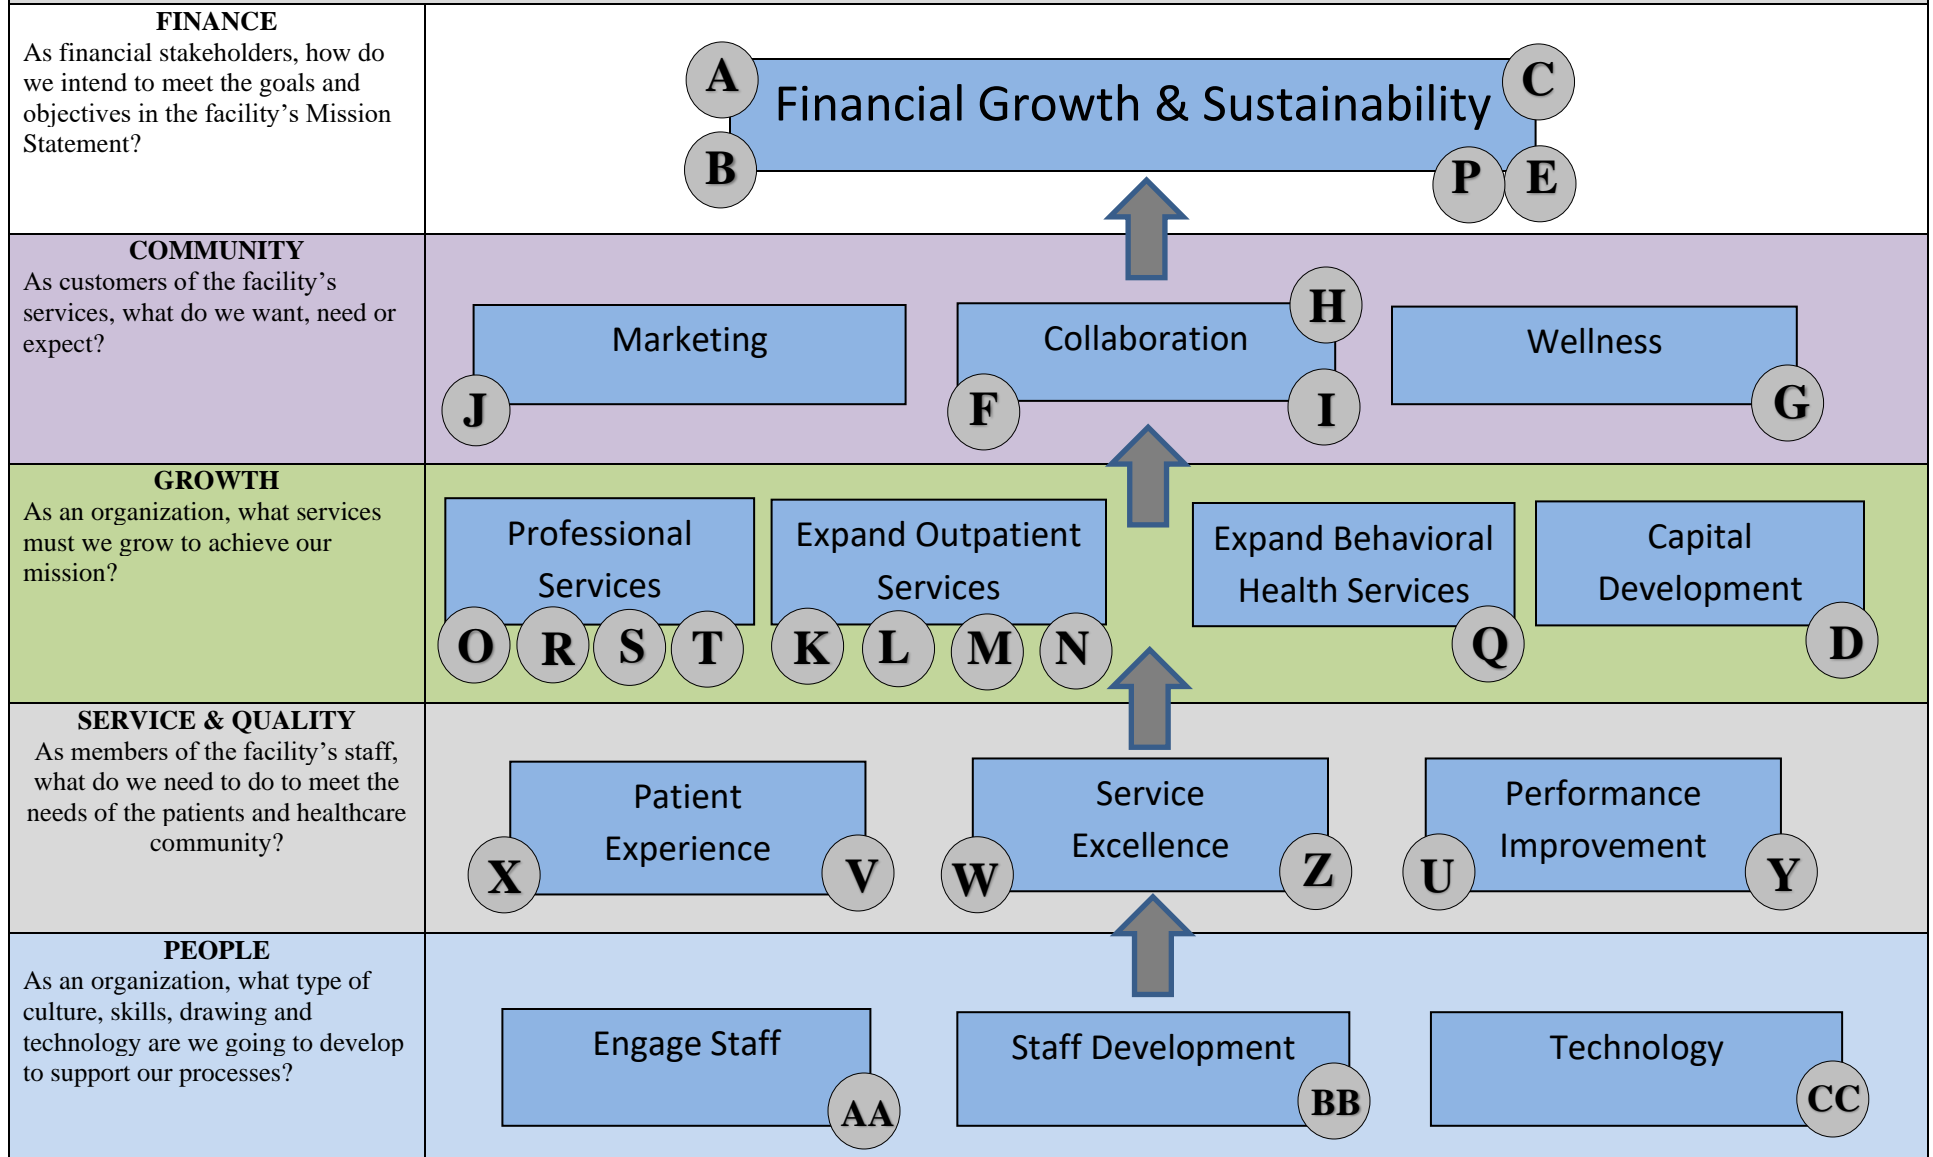 FINANCE
As financial stakeholders, how do
we intend to meet the goals and
objectives in the facility’s Mission
Statement?
A
Financial Growth & Sustainability
C
B
P
E
COMMUNITY
As customers of the facility’s
services, what do we want, need or
expect?
Marketing
J
Collaboration
H
F
I
Wellness
G
GROWTH
As an organization, what services
must we grow to achieve our
mission?
Professional
Services
O
R
S
T
Expand Outpatient
Services
K
L
M
N
Expand Behavioral
Health Services
Q
Capital
Development
D
SERVICE & QUALITY
As members of the facility’s staff,
what do we need to do to meet the
needs of the patients and healthcare
community?
Patient
Experience
X
V
Service
Excellence
W
Z
Performance
Improvement
U
Y
PEOPLE
As an organization, what type of
culture, skills, drawing and
technology are we going to develop
to support our processes?
Engage Staff
AA
Staff Development
BB
Technology
CC